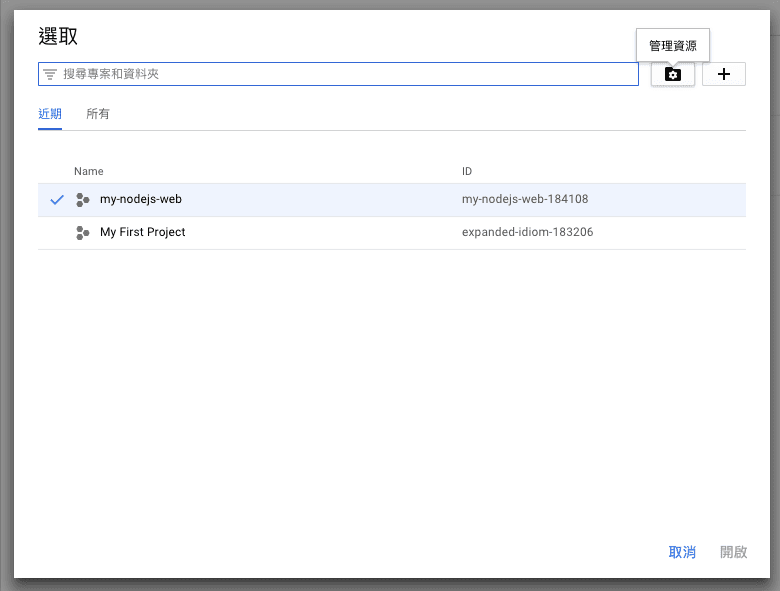 選取
管理資源
搜尋專案和資料夾
近期 所有
Name ID
my-nodejs-web my-nodejs-web-184108
My First Project expanded-idiom-183206
取消 開啟